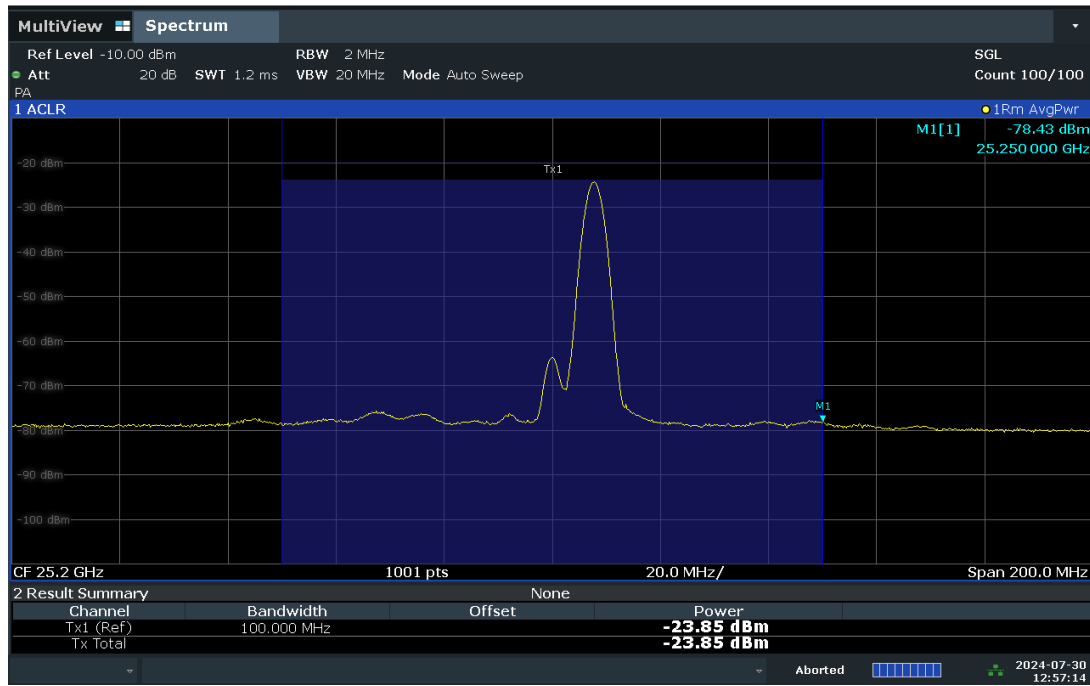 MultiView Spectrum
Ref Level -10.00 dBm RBW 2 MHz SGL
Att 20 dB SWT 1.2 ms VBW 20 MHz Mode Auto Sweep Count 100/100
PA
1 ACLR 1Rm AvgPwr
M1[1] -78.43 dBm
25.250 000 GHz
-20 dBm
Tx1
-30 dBm
-40 dBm
-50 dBm
-60 dBm
-70 dBm
M1
-80 dBm
-90 dBm
-100 dBm
CF 25.2 GHz 1001 pts 20.0 MHz/ Span 200.0 MHz
2 Result Summary None
Channel Bandwidth Offset Power
Tx1 (Ref) 100.000 MHz -23.85 dBm
Tx Total -23.85 dBm
Aborted 2024-07-30
12:57:14